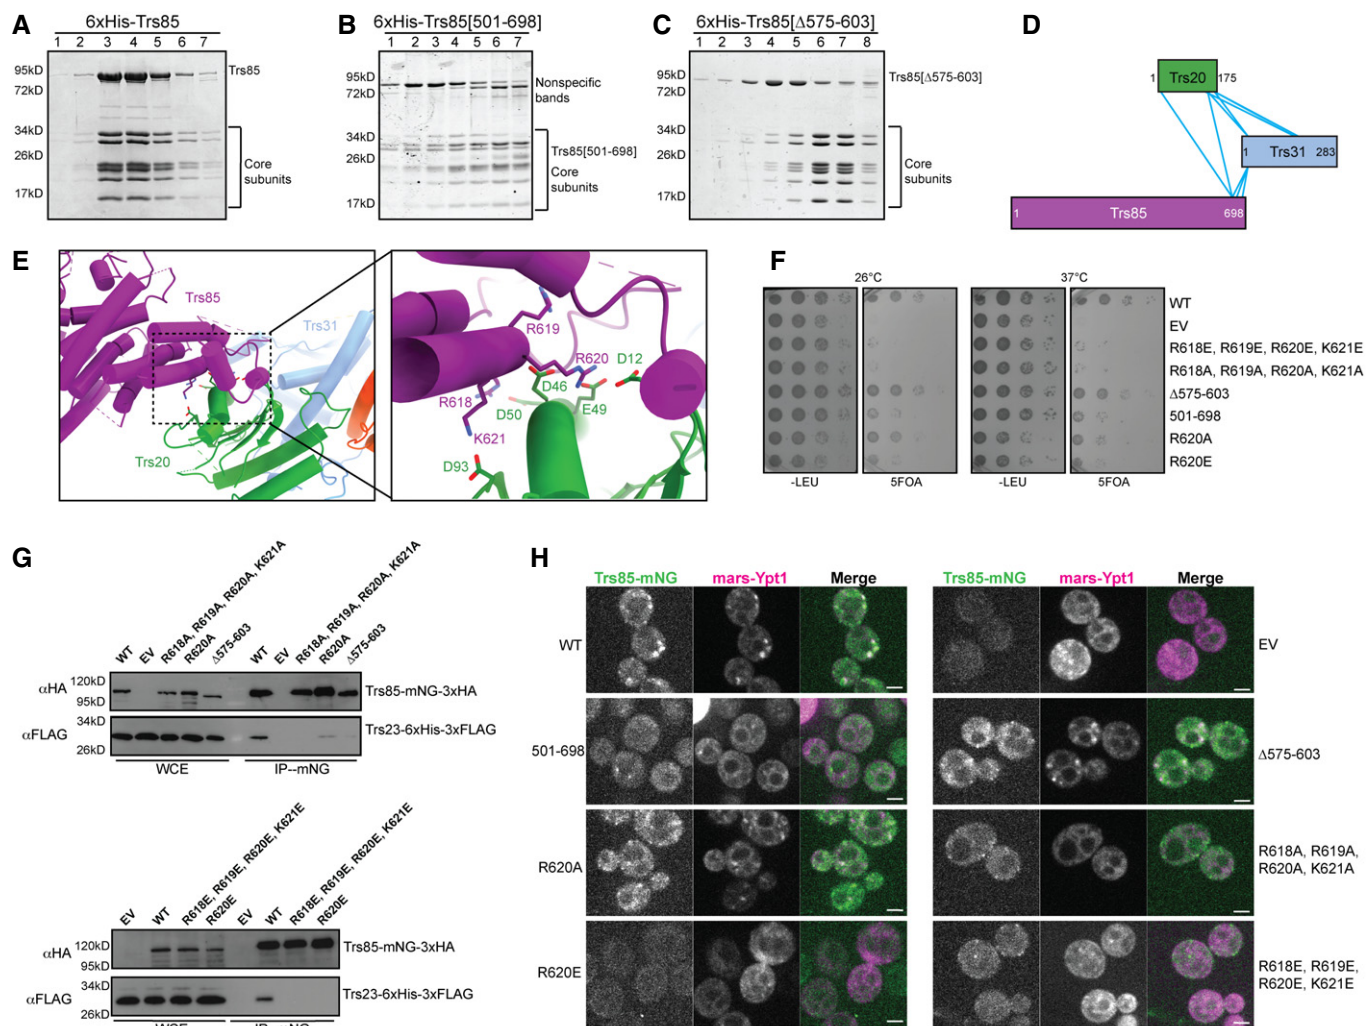 A
6xHis-Trs85
1 2 3 4 5 6 7
95kD
72kD
34kD
26kD
17kD
Trs85
Core
subunits
B
6xHis-Trs85[501-698]
1 2 3 4 5 6 7
95kD
72kD
34kD
26kD
17kD
Nonspecific
bands
Trs85[501-698]
Core
subunits
C
6xHis-Trs85[Δ575-603]
1 2 3 4 5 6 7 8
95kD
72kD
34kD
26kD
17kD
Trs85[Δ575-603]
Core
subunits
D
1 Trs20 175
1 Trs31 283
1 Trs85 698
E
Trs85
Trs31
Trs20
R619
R620
D12
D46
R618
D50
E49
K621
D93
F
26°C
37°C
WT
EV
R618E, R619E, R620E, K621E
R618A, R619A, R620A, K621A
Δ575-603
501-698
R620A
R620E
-LEU
5FOA
-LEU
5FOA
G
WT
EV
R618A, R619A, R620A, K621A
R620A
Δ575-603
WT
EV
R618A, R619A, R620A, K621A
R620A
Δ575-603
αHA
120kD
95kD
Trs85-mNG-3xHA
αFLAG
34kD
26kD
Trs23-6xHis-3xFLAG
WCE
IP--mNG
EV
WT
R618E, R619E, R620E, K621E
R620E
EV
WT
R618E, R619E, R620E, K621E
R620E
αHA
120kD
95kD
Trs85-mNG-3xHA
αFLAG
34kD
26kD
Trs23-6xHis-3xFLAG
WCE
IP--mNG
H
Trs85-mNG mars-Ypt1 Merge
Trs85-mNG mars-Ypt1 Merge
WT
EV
501-698
Δ575-603
R620A
R618A, R619A,
R620A, K621A
R620E
R618E, R619E,
R620E, K621E